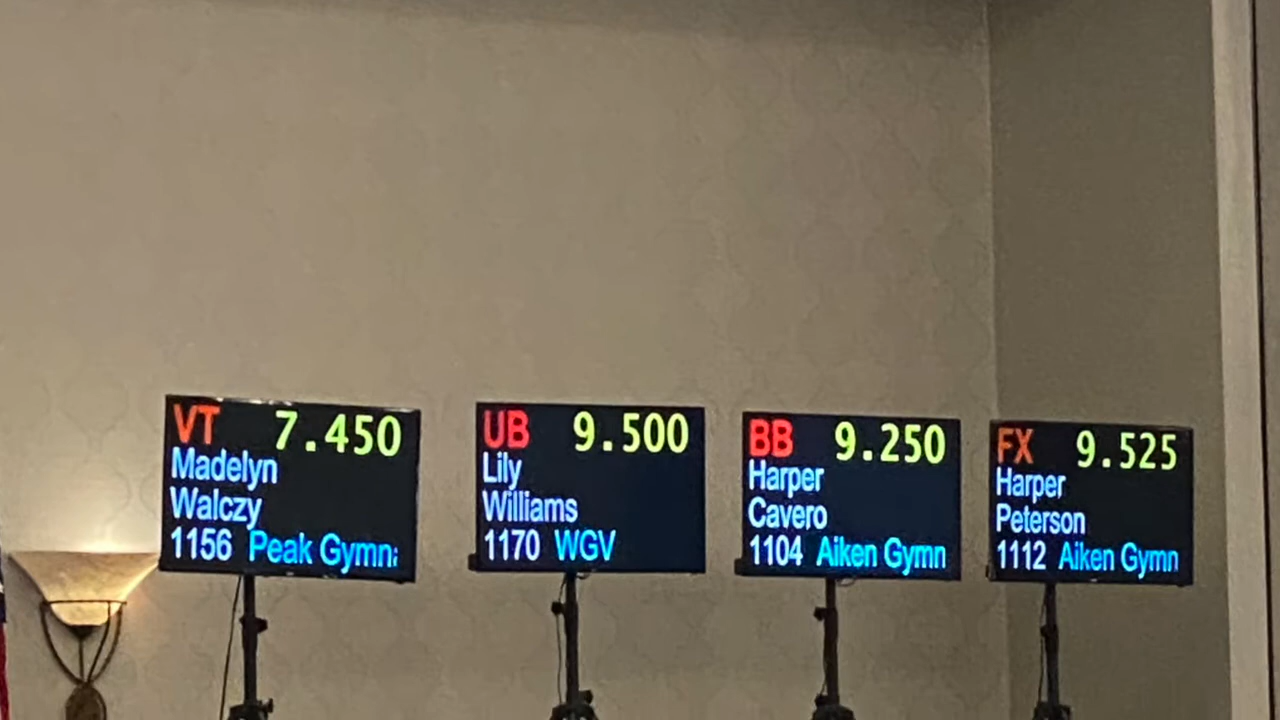 VT 7.450
Madelyn
Walczy
1156 Peak Gymn
UB 9.500
Lily
Williams
1170 WGV
BB 9.250
Harper
Cavero
1104 Aiken Gymn
FX 9.525
Harper
Peterson
1112 Aiken Gymn